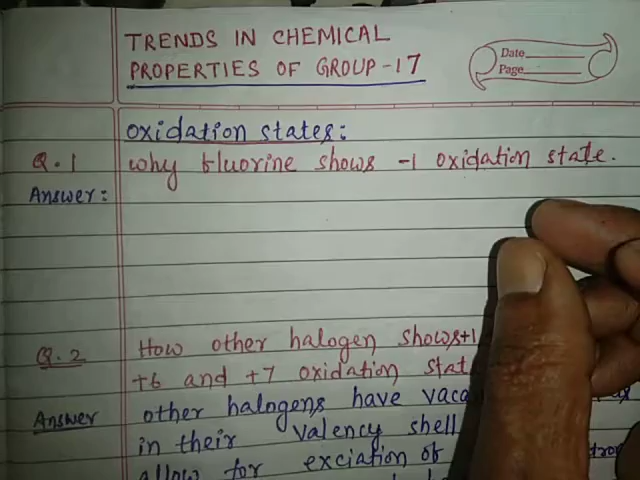 TRENDS IN CHEMICAL
PROPERTIES OF GROUP-17
Date
Page
Oxidation states:
Q.1 why fluorine shows -1 oxidation state.
Answer:
Q.2 How other halogen shows +1
+6 and +7 oxidation
Answer other halogens have
in their valency shell
allow for exciation of